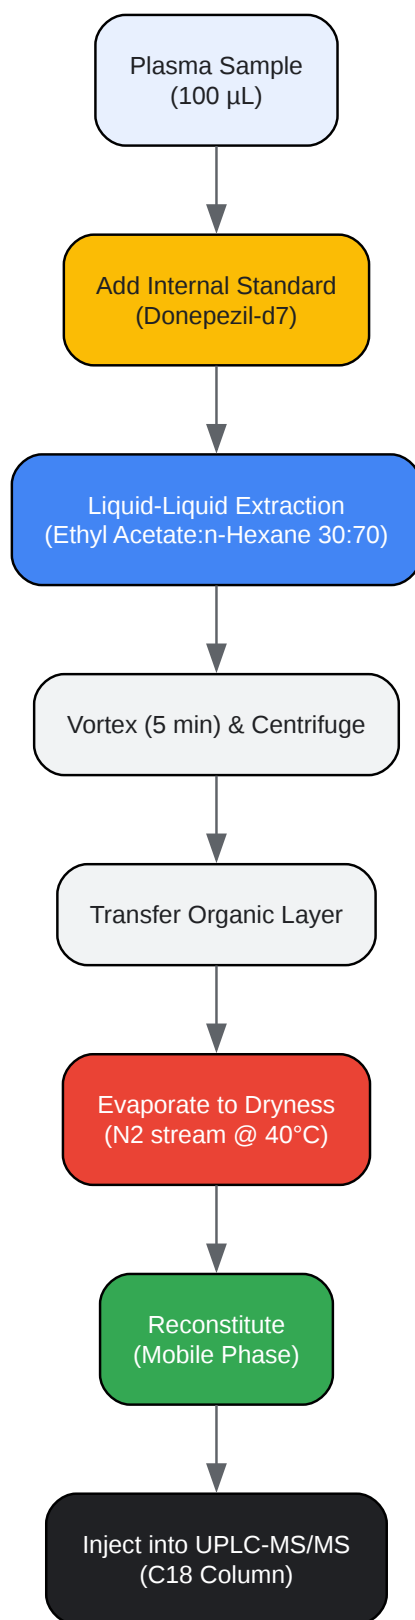 Plasma Sample
(100 µL)
Add Internal Standard
(Donepezil-d7)
Liquid-Liquid Extraction
(Ethyl Acetate:n-Hexane 30:70)
Vortex (5 min) & Centrifuge
Transfer Organic Layer
Evaporate to Dryness
(N2 stream @ 40°C)
Reconstitute
(Mobile Phase)
Inject into UPLC-MS/MS
(C18 Column)